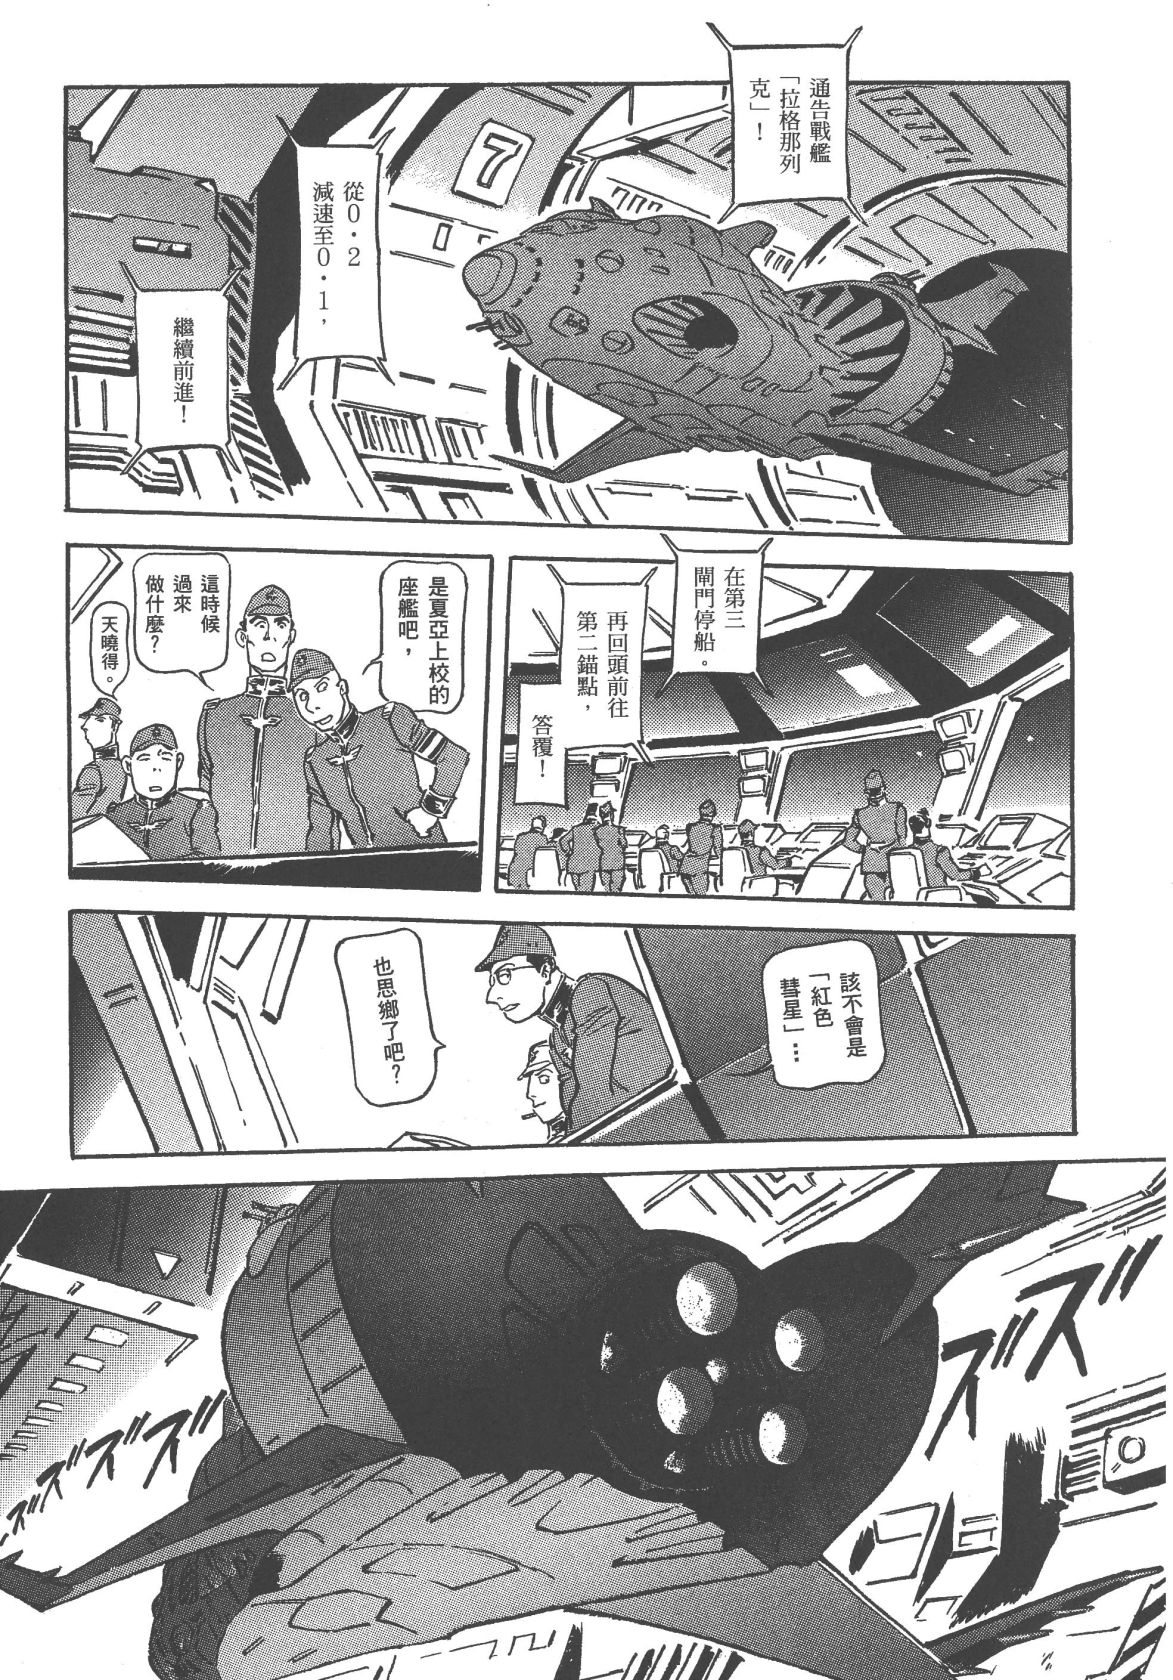 通告戰艦
「拉格那列
克」！
7
從0・2
減速至0・1，
繼續前進！
在第三
閘門停船。
再回頭前往
第二錨點，
答覆！
是夏亞上校的
座艦吧，
這時候
過來
做什麼？
天曉得。
該不會是
「紅色
彗星」…
也思鄉了吧？
ズズ
ズズズズ